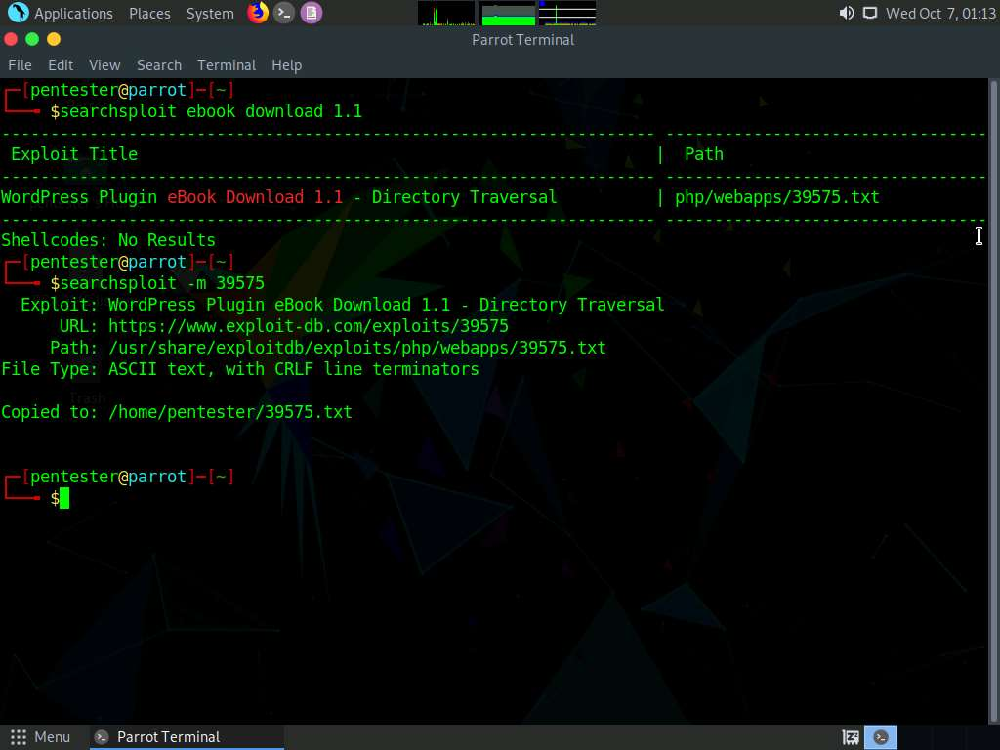 Applications Places System Wed Oct 7, 01:13
Parrot Terminal
File Edit View Search Terminal Help
┌─[pentester@parrot]─[~]
└──╼ $searchsploit ebook download 1.1
------------------------------------------------------------------- ---------------------------------
Exploit Title | Path
------------------------------------------------------------------- ---------------------------------
WordPress Plugin eBook Download 1.1 - Directory Traversal | php/webapps/39575.txt
------------------------------------------------------------------- ---------------------------------
Shellcodes: No Results
┌─[pentester@parrot]─[~]
└──╼ $searchsploit -m 39575
Exploit: WordPress Plugin eBook Download 1.1 - Directory Traversal
URL: https://www.exploit-db.com/exploits/39575
Path: /usr/share/exploitdb/exploits/php/webapps/39575.txt
File Type: ASCII text, with CRLF line terminators
Trash
Copied to: /home/pentester/39575.txt
┌─[pentester@parrot]─[~]
└──╼ $
Menu Parrot Terminal